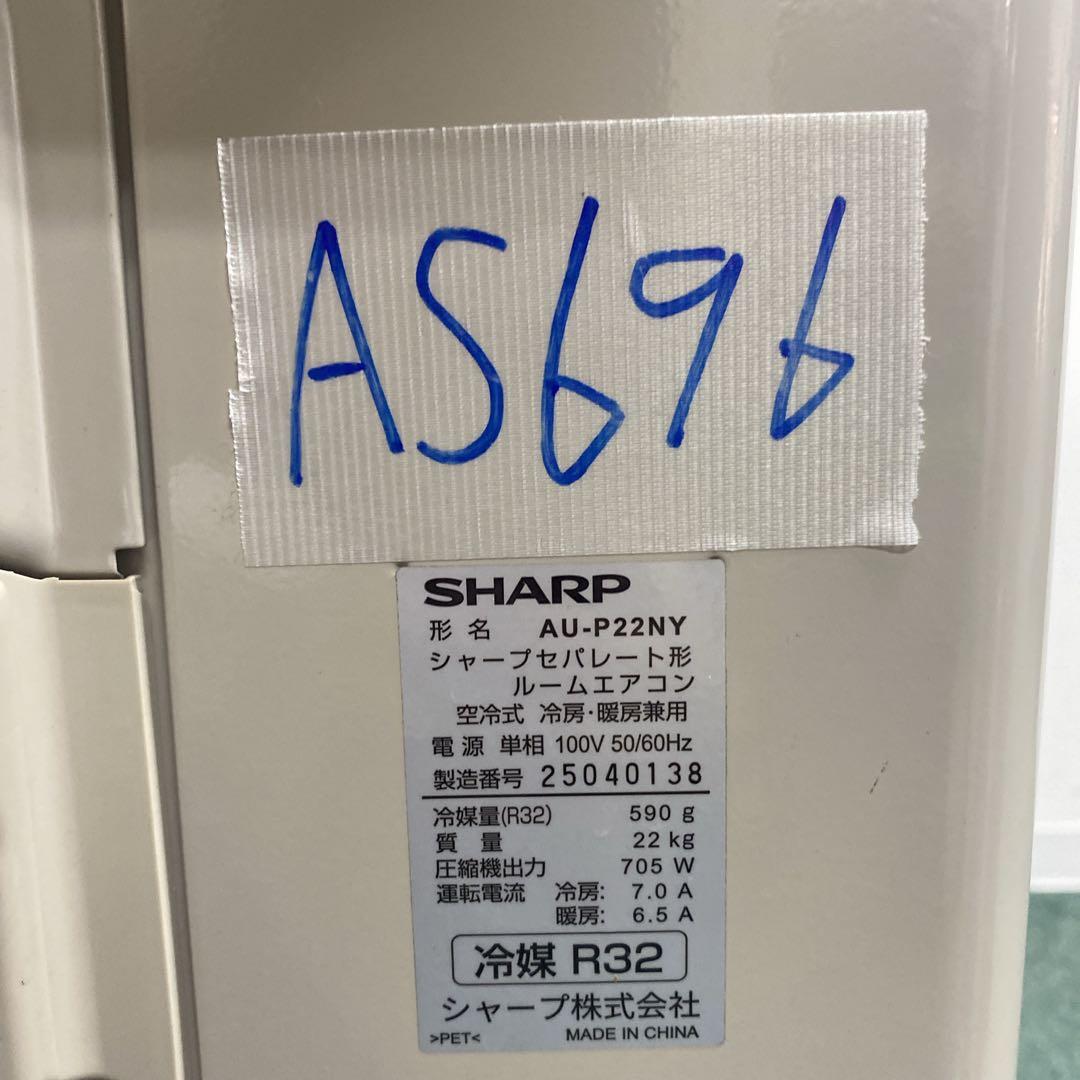 AS696
SHARP
形名 AU-P22NY
シャープセパレート形
ルームエアコン
空冷式 冷房・暖房兼用
電源 単相 100V 50/60Hz
製造番号 25040138
冷媒量(R32) 590 g
質量 22 kg
圧縮機出力 705 W
運転電流 冷房: 7.0 A
暖房: 6.5 A
冷媒 R32
シャープ株式会社
>PET< MADE IN CHINA